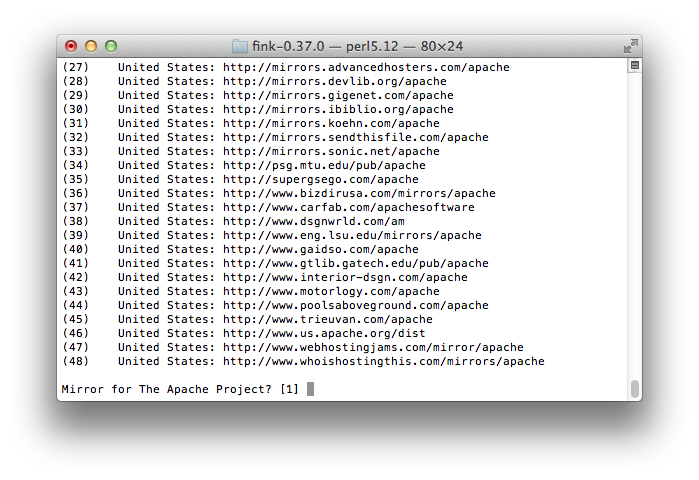 fink-0.37.0 — perl5.12 — 80×24
(27)    United States: http://mirrors.advancedhosters.com/apache
(28)    United States: http://mirrors.devlib.org/apache
(29)    United States: http://mirrors.gigenet.com/apache
(30)    United States: http://mirrors.ibiblio.org/apache
(31)    United States: http://mirrors.koehn.com/apache
(32)    United States: http://mirrors.sendthisfile.com/apache
(33)    United States: http://mirrors.sonic.net/apache
(34)    United States: http://psg.mtu.edu/pub/apache
(35)    United States: http://supergsego.com/apache
(36)    United States: http://www.bizdirusa.com/mirrors/apache
(37)    United States: http://www.carfab.com/apachesoftware
(38)    United States: http://www.dsgnwrld.com/am
(39)    United States: http://www.eng.lsu.edu/mirrors/apache
(40)    United States: http://www.gaidso.com/apache
(41)    United States: http://www.gtlib.gatech.edu/pub/apache
(42)    United States: http://www.interior-dsgn.com/apache
(43)    United States: http://www.motorlogy.com/apache
(44)    United States: http://www.poolsaboveground.com/apache
(45)    United States: http://www.trieuvan.com/apache
(46)    United States: http://www.us.apache.org/dist
(47)    United States: http://www.webhostingjams.com/mirror/apache
(48)    United States: http://www.whoishostingthis.com/mirrors/apache
Mirror for The Apache Project? [1]